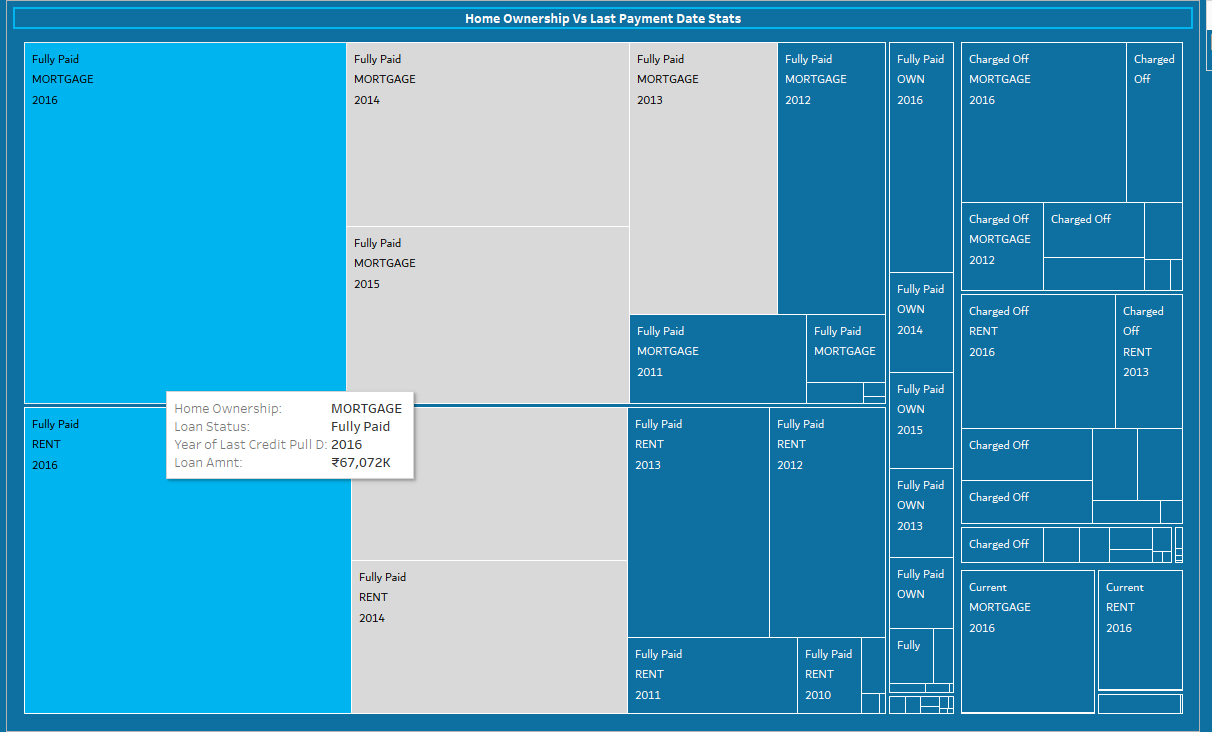 Home Ownership Vs Last Payment Date Stats
Fully Paid
MORTGAGE
2016
Fully Paid
MORTGAGE
2014
Fully Paid
MORTGAGE
2015
Fully Paid
MORTGAGE
2013
Fully Paid
MORTGAGE
2012
Fully Paid
MORTGAGE
2011
Fully Paid
MORTGAGE
Fully Paid
RENT
2016
Home Ownership: MORTGAGE
Loan Status: Fully Paid
Year of Last Credit Pull D: 2016
Loan Amnt: ₹67,072K
Fully Paid
RENT
2014
Fully Paid
RENT
2013
Fully Paid
RENT
2012
Fully Paid
RENT
2011
Fully Paid
RENT
2010
Fully Paid
OWN
2016
Fully Paid
OWN
2014
Fully Paid
OWN
2015
Fully Paid
OWN
2013
Fully Paid
OWN
Fully
Charged Off
MORTGAGE
2016
Charged
Off
Charged Off
MORTGAGE
2012
Charged Off
Charged Off
RENT
2016
Charged
Off
RENT
2013
Charged Off
Charged Off
Charged Off
Current
MORTGAGE
2016
Current
RENT
2016